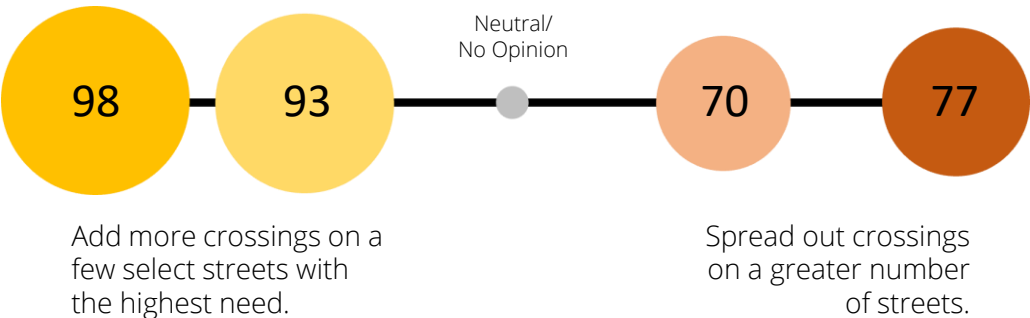 Neutral/
No Opinion
98
93
70
77
Add more crossings on a
few select streets with
the highest need.
Spread out crossings
on a greater number
of streets.